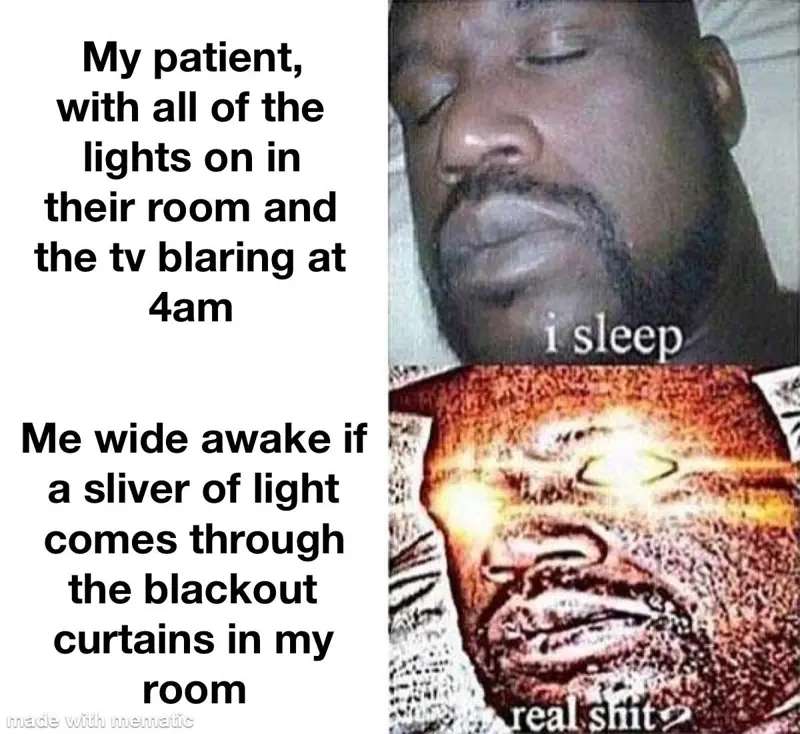 My patient,
with all of the
lights on in
their room and
the tv blaring at
4am
i sleep
Me wide awake if
a sliver of light
comes through
the blackout
curtains in my
room
real shit?
made with mematic